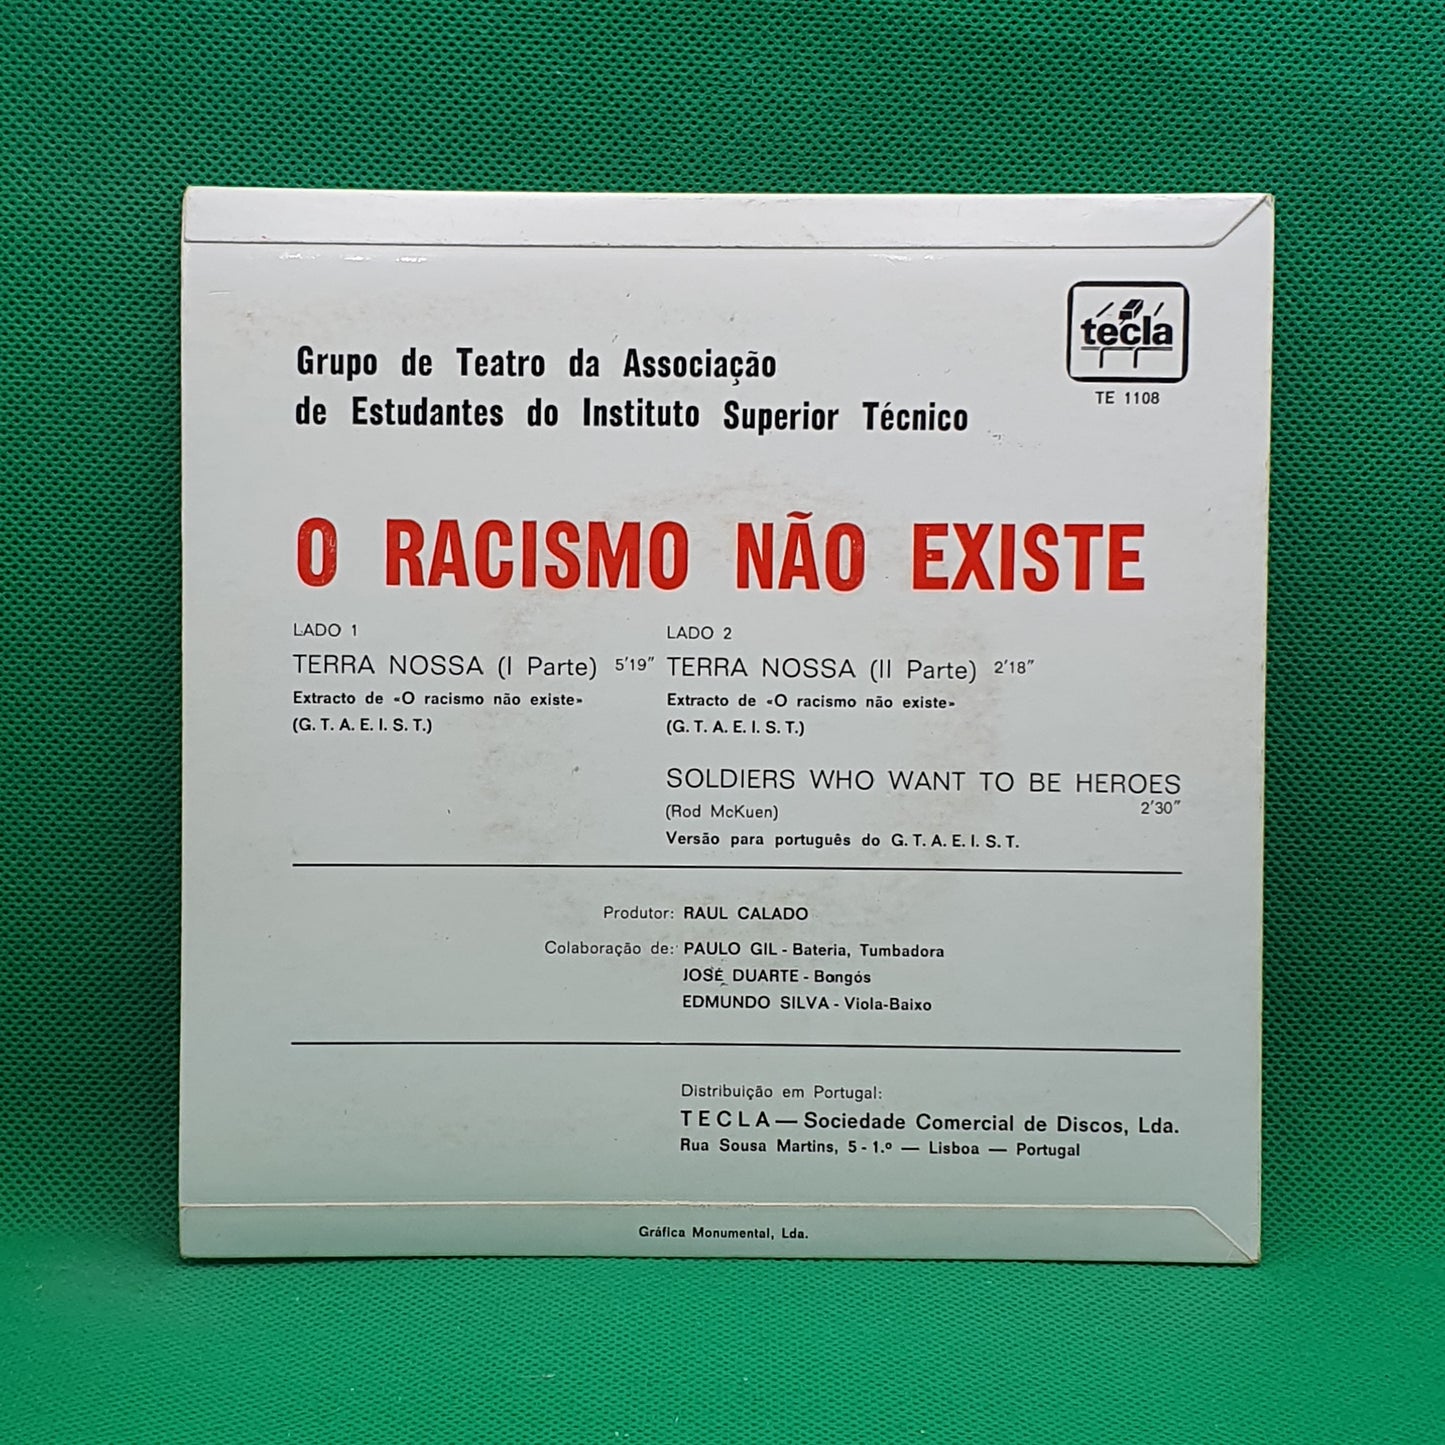 tecla
TE 1108
Grupo de Teatro da Associação
de Estudantes do Instituto Superior Técnico
O RACISMO NÃO EXISTE
LADO 1
TERRA NOSSA (I Parte) 5'19"
Extracto de «O racismo não existe»
(G. T. A. E. I. S. T.)
LADO 2
TERRA NOSSA (II Parte) 2'18"
Extracto de «O racismo não existe»
(G. T. A. E. I. S. T.)
SOLDIERS WHO WANT TO BE HEROES
(Rod McKuen) 2'30"
Versão para português do G. T. A. E. I. S. T.
Produtor: RAUL CALADO
Colaboração de: PAULO GIL - Bateria, Tumbadora
JOSÉ DUARTE - Bongós
EDMUNDO SILVA - Viola-Baixo
Distribuição em Portugal:
TECLA — Sociedade Comercial de Discos, Lda.
Rua Sousa Martins, 5 - 1.º — Lisboa — Portugal
Gráfica Monumental, Lda.